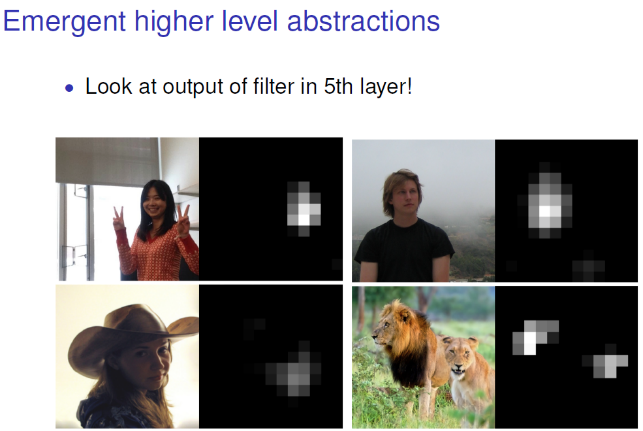 Emergent higher level abstractions
• Look at output of filter in 5th layer!